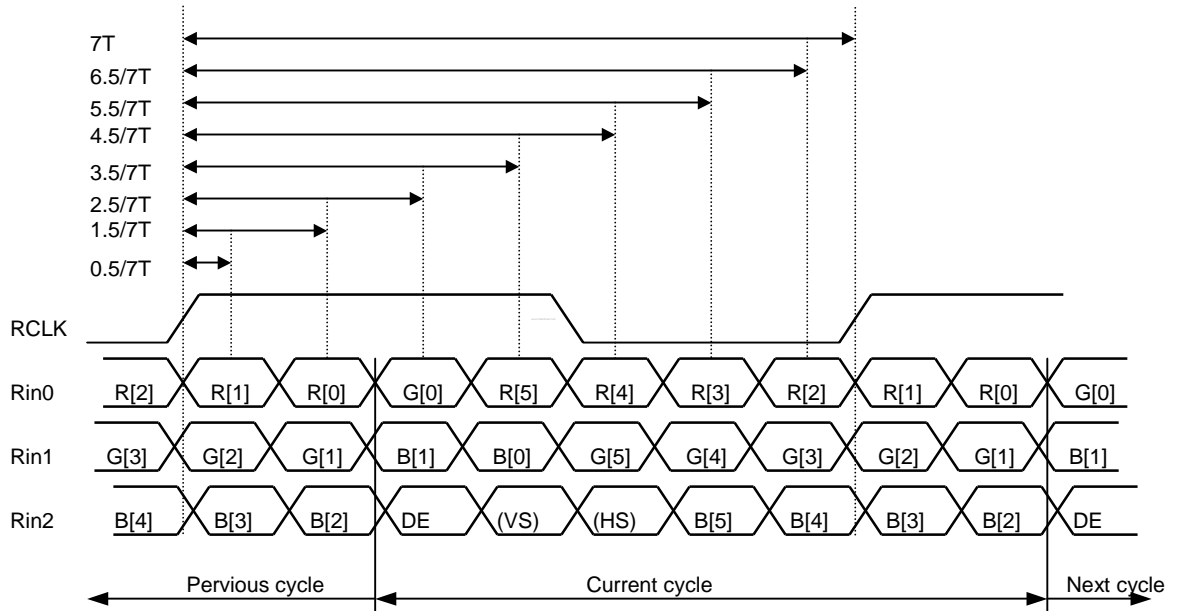 7T
6.5/7T
5.5/7T
4.5/7T
3.5/7T
2.5/7T
1.5/7T
0.5/7T
RCLK
Rin0 R[2] R[1] R[0] G[0] R[5] R[4] R[3] R[2] R[1] R[0] G[0]
Rin1 G[3] G[2] G[1] B[1] B[0] G[5] G[4] G[3] G[2] G[1] B[1]
Rin2 B[4] B[3] B[2] DE (VS) (HS) B[5] B[4] B[3] B[2] DE
Pervious cycle Current cycle Next cycle